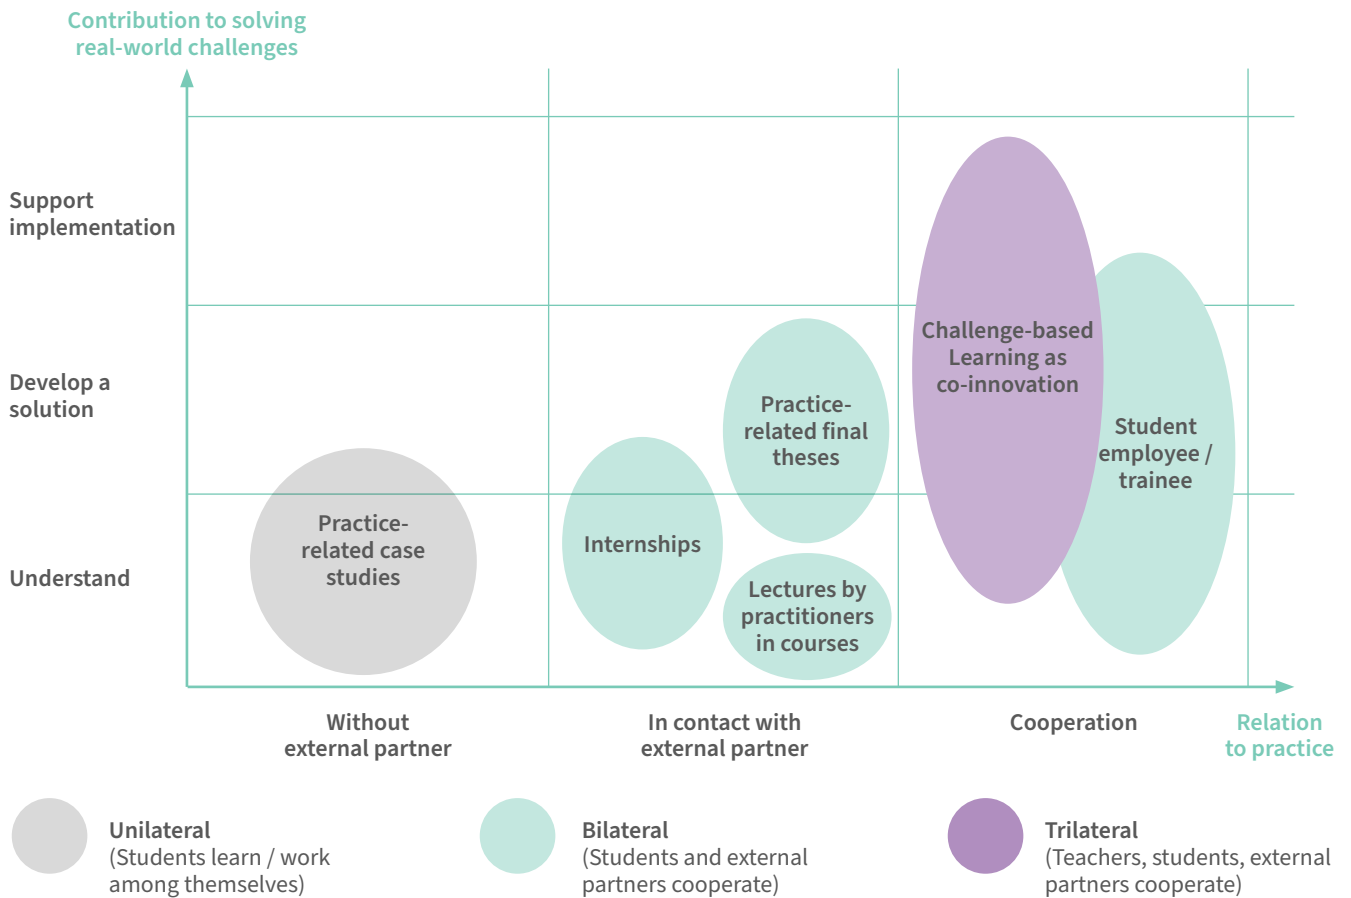 Contribution to solving
real-world challenges
Support
implementation
Develop a
solution
Understand
Challenge-based
Learning as
co-innovation
Practice-
related final
theses
Student
employee /
trainee
Practice-
related case
studies
Internships
Lectures by
practitioners
in courses
Without
external partner
In contact with
external partner
Cooperation
Relation
to practice
Unilateral
(Students learn / work
among themselves)
Bilateral
(Students and external
partners cooperate)
Trilateral
(Teachers, students, external
partners cooperate)